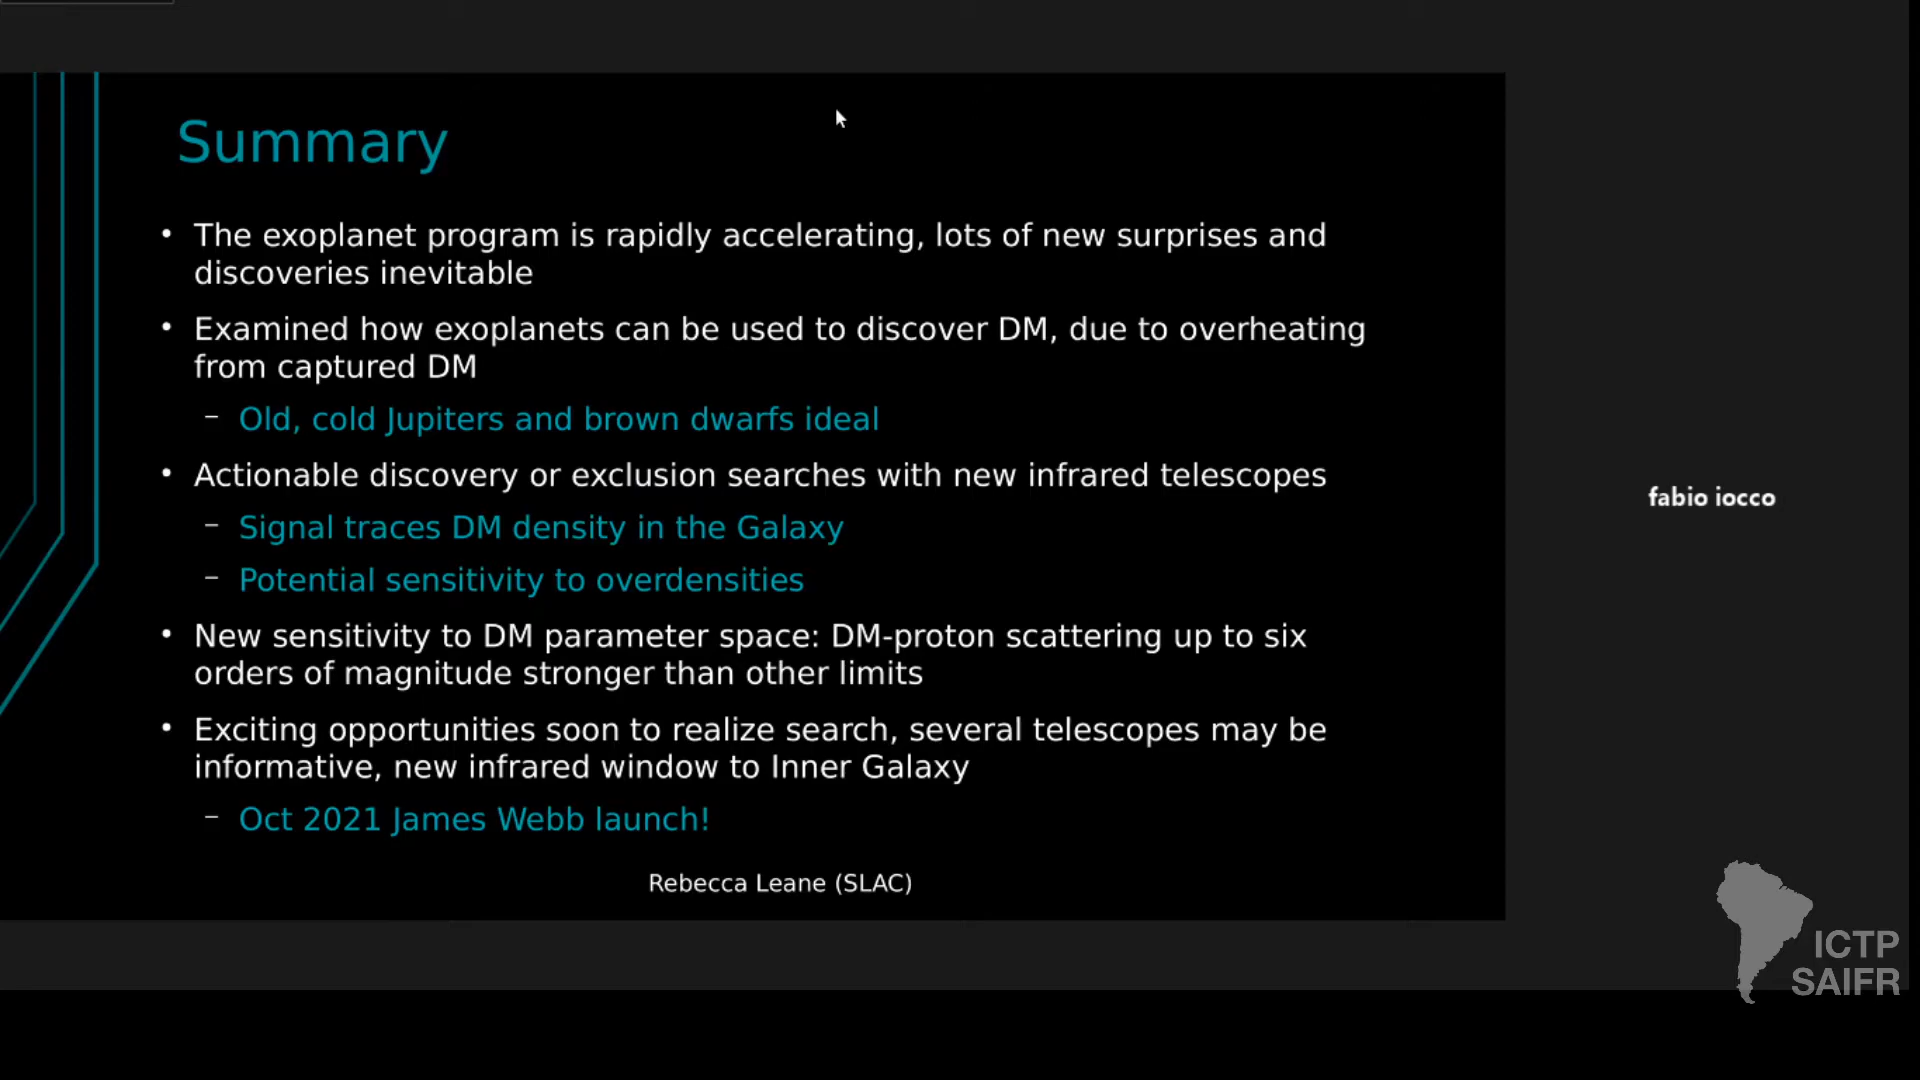 Summary
• The exoplanet program is rapidly accelerating, lots of new surprises and
discoveries inevitable
• Examined how exoplanets can be used to discover DM, due to overheating
from captured DM
– Old, cold Jupiters and brown dwarfs ideal
• Actionable discovery or exclusion searches with new infrared telescopes
– Signal traces DM density in the Galaxy
– Potential sensitivity to overdensities
• New sensitivity to DM parameter space: DM-proton scattering up to six
orders of magnitude stronger than other limits
• Exciting opportunities soon to realize search, several telescopes may be
informative, new infrared window to Inner Galaxy
– Oct 2021 James Webb launch!
Rebecca Leane (SLAC)
fabio iocco
ICTP
SAIFR